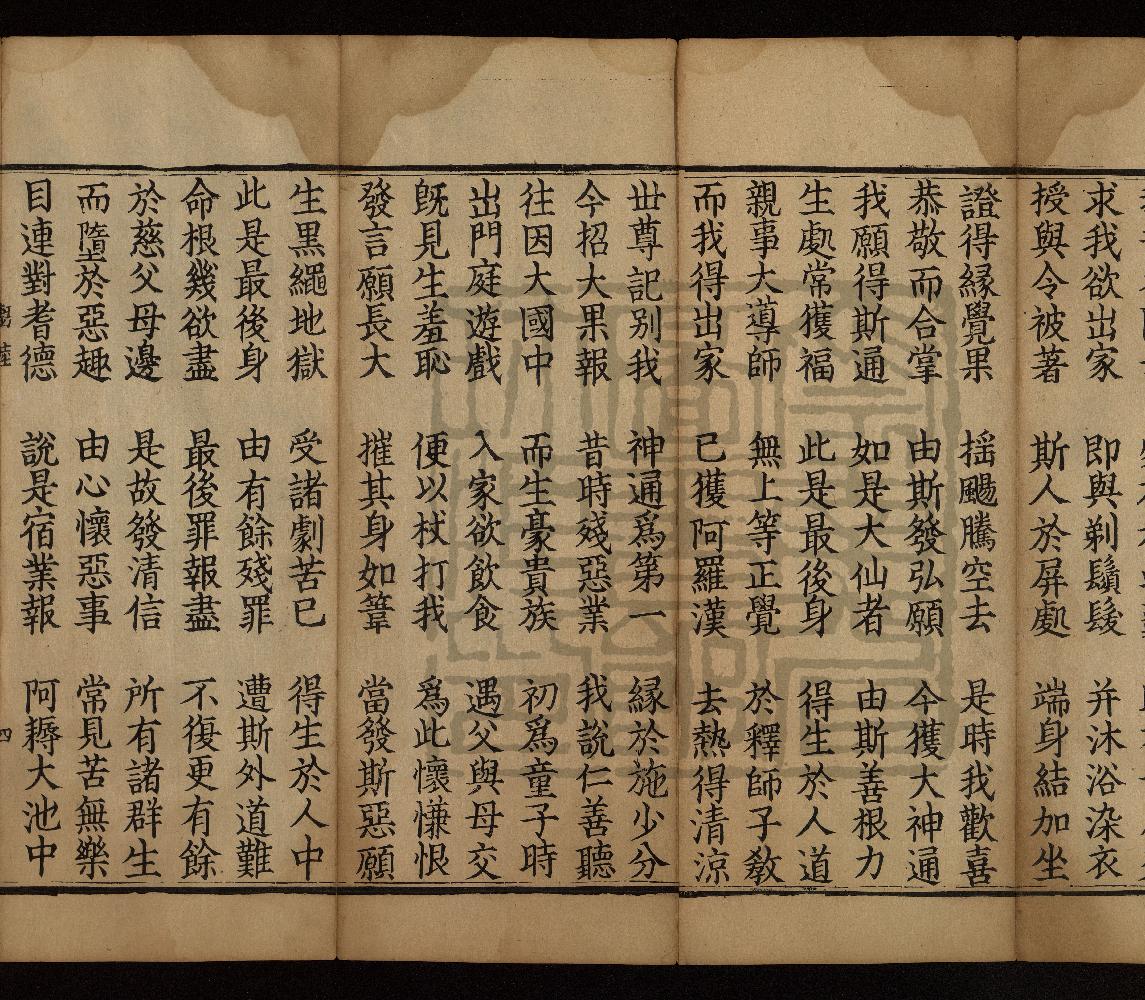 求我欲出家　即與剃鬚髮　并沐浴染衣
授與令被著　斯人於屏處　端身結加坐
證得緣覺果　揺颺騰空去　是時我歡喜
恭敬而合掌　由斯發弘願　今獲大神通
我願得斯通　如是大仙者　由斯善根力
生處常獲福　此是最後身　得生於人道
親事大導師　無上等正覺　於釋師子教
而我得出家　已獲阿羅漢　去熱得清涼
世尊記别我　神通爲第一　緣於施少分
今招大果報　昔時殘惡業　我說仁善聽
往因大國中　而生豪貴族　初爲童子時
出門庭遊戲　入家欲飲食　遇父與母交
旣見生羞恥　便以杖打我　爲此懷慊恨
發言願長大　摧其身如葦　當發斯惡願
生黑繩地獄　受諸劇苦已　得生於人中
此是最後身　由有餘殘罪　遭斯外道難
命根幾欲盡　最後罪報盡　不復更有餘
於慈父母邊　是故發清信　所有諸群生
而墮於惡趣　由心懷惡事　常見苦無樂
目連對耆德　說是宿業報　阿耨大池中
四